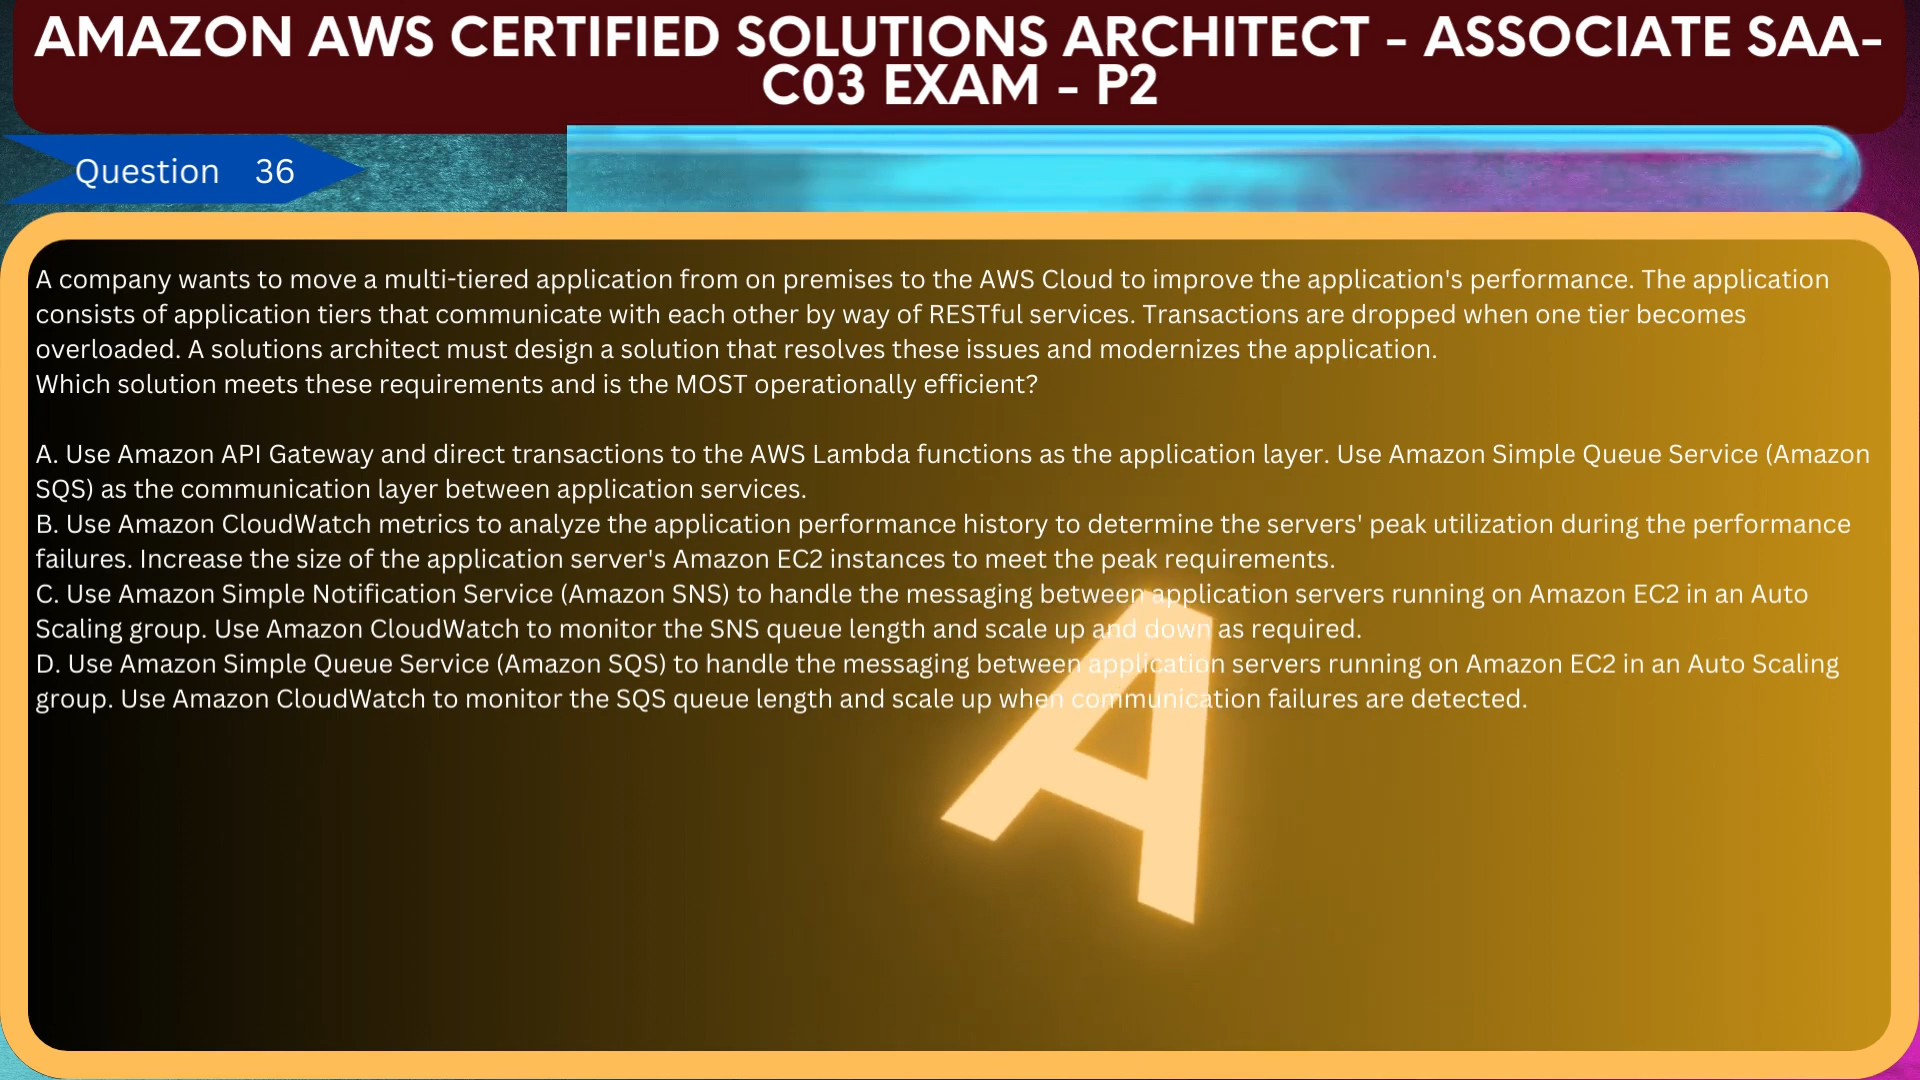 AMAZON AWS CERTIFIED SOLUTIONS ARCHITECT - ASSOCIATE SAA-
C03 EXAM - P2
Question 36
A company wants to move a multi-tiered application from on premises to the AWS Cloud to improve the application's performance. The application
consists of application tiers that communicate with each other by way of RESTful services. Transactions are dropped when one tier becomes
overloaded. A solutions architect must design a solution that resolves these issues and modernizes the application.
Which solution meets these requirements and is the MOST operationally efficient?
A. Use Amazon API Gateway and direct transactions to the AWS Lambda functions as the application layer. Use Amazon Simple Queue Service (Amazon
SQS) as the communication layer between application services.
B. Use Amazon CloudWatch metrics to analyze the application performance history to determine the servers' peak utilization during the performance
failures. Increase the size of the application server's Amazon EC2 instances to meet the peak requirements.
C. Use Amazon Simple Notification Service (Amazon SNS) to handle the messaging between application servers running on Amazon EC2 in an Auto
Scaling group. Use Amazon CloudWatch to monitor the SNS queue length and scale up and down as required.
D. Use Amazon Simple Queue Service (Amazon SQS) to handle the messaging between application servers running on Amazon EC2 in an Auto Scaling
group. Use Amazon CloudWatch to monitor the SQS queue length and scale up when communication failures are detected.
A